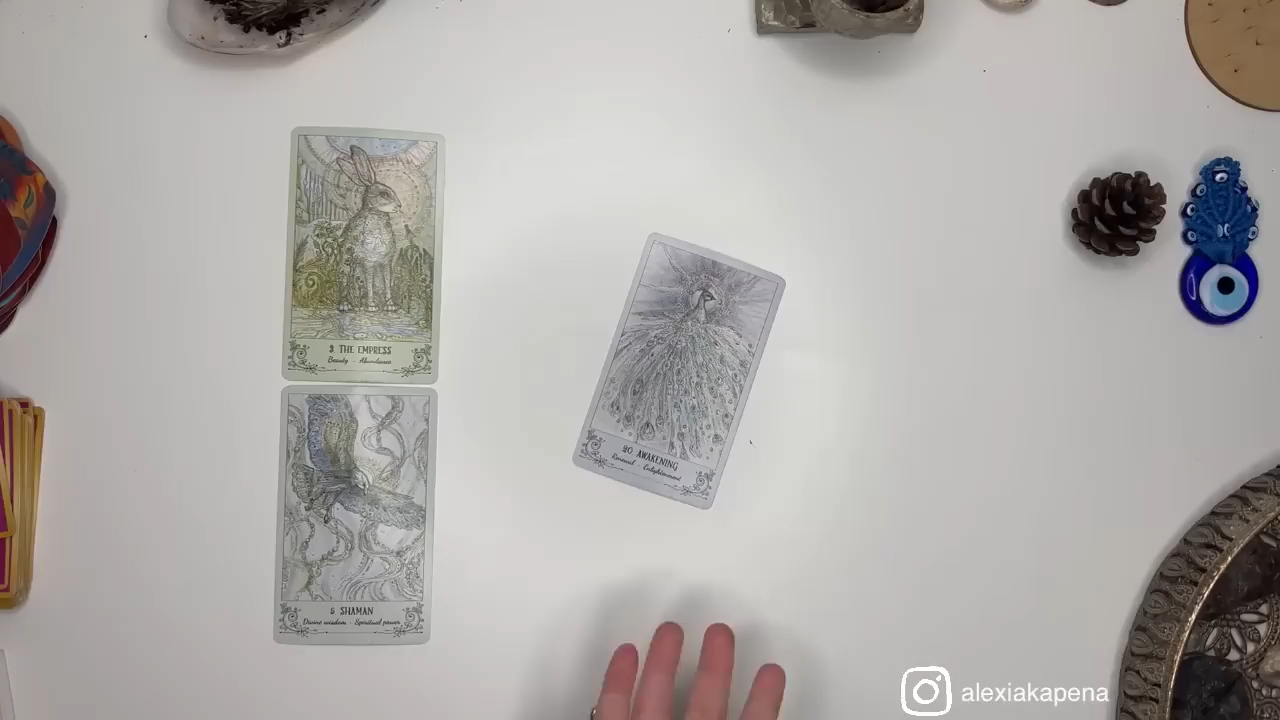 3 THE EMPRESS
Beauty - Abundance
5 SHAMAN
Divine wisdom - Spiritual power
20 AWAKENING
Renewal - Enlightenment
alexiakapena